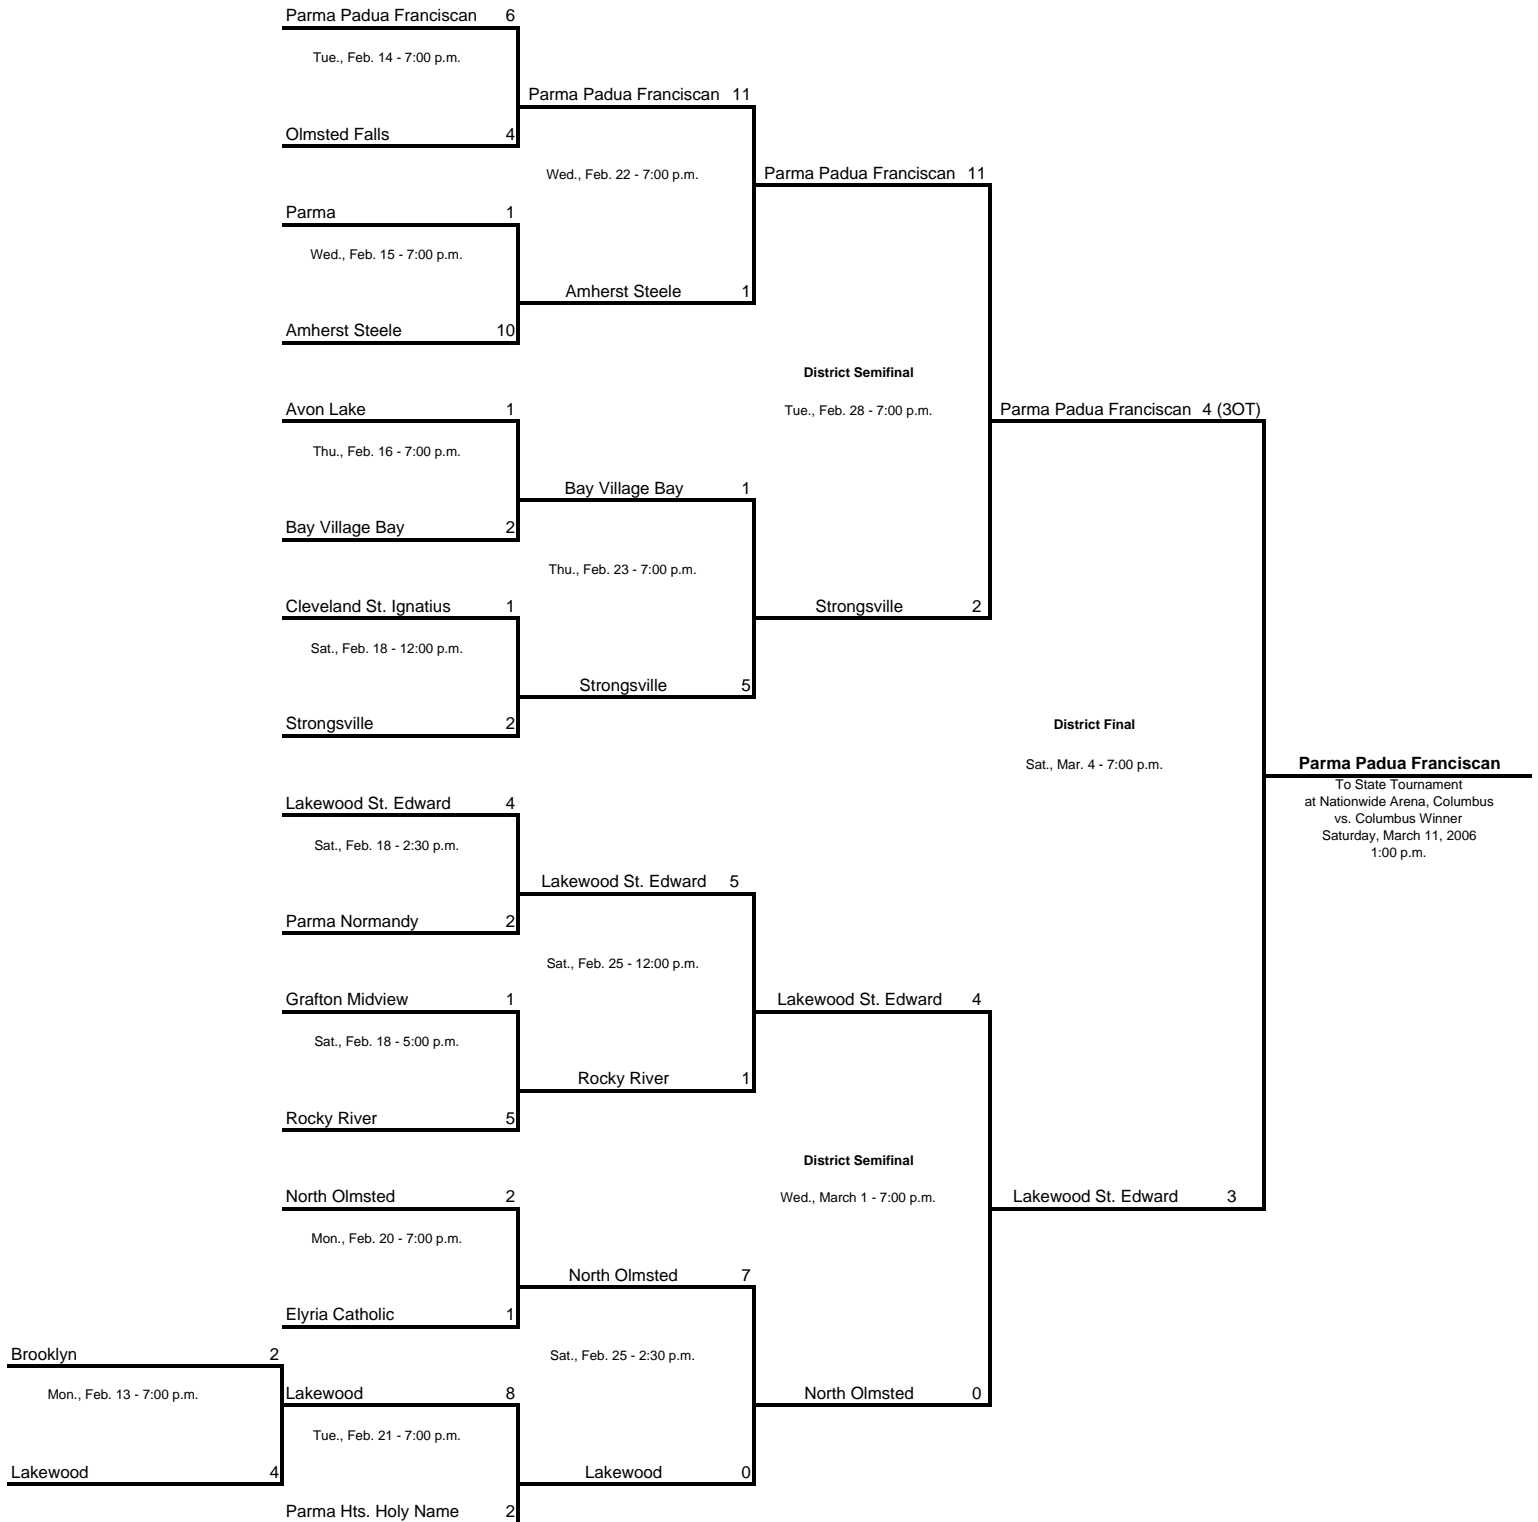 Parma Padua Franciscan 6
Tue., Feb. 14 - 7:00 p.m.
Parma Padua Franciscan 11
Olmsted Falls 4
Wed., Feb. 22 - 7:00 p.m.
Parma Padua Franciscan 11
Parma 1
Wed., Feb. 15 - 7:00 p.m.
Amherst Steele 1
Amherst Steele 10
District Semifinal
Tue., Feb. 28 - 7:00 p.m.
Avon Lake 1
Parma Padua Franciscan 4 (3OT)
Thu., Feb. 16 - 7:00 p.m.
Bay Village Bay 1
Bay Village Bay 2
Thu., Feb. 23 - 7:00 p.m.
Cleveland St. Ignatius 1
Strongsville 2
Sat., Feb. 18 - 12:00 p.m.
Strongsville 5
Strongsville 2
District Final
Sat., Mar. 4 - 7:00 p.m.
Parma Padua Franciscan
To State Tournament
at Nationwide Arena, Columbus
vs. Columbus Winner
Saturday, March 11, 2006
1:00 p.m.
Lakewood St. Edward 4
Sat., Feb. 18 - 2:30 p.m.
Lakewood St. Edward 5
Parma Normandy 2
Sat., Feb. 25 - 12:00 p.m.
Grafton Midview 1
Lakewood St. Edward 4
Sat., Feb. 18 - 5:00 p.m.
Rocky River 1
Rocky River 5
District Semifinal
Wed., March 1 - 7:00 p.m.
North Olmsted 2
Lakewood St. Edward 3
Mon., Feb. 20 - 7:00 p.m.
North Olmsted 7
Elyria Catholic 1
Brooklyn 2
Sat., Feb. 25 - 2:30 p.m.
Mon., Feb. 13 - 7:00 p.m.
Lakewood 8
North Olmsted 0
Tue., Feb. 21 - 7:00 p.m.
Lakewood 4
Lakewood 0
Parma Hts. Holy Name 2